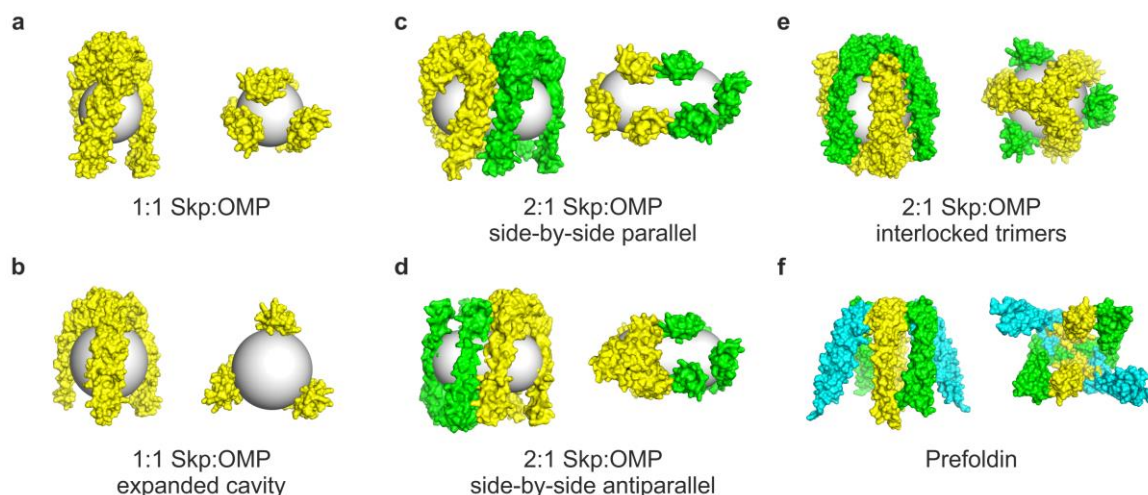 a
1:1 Skp:OMP
b
1:1 Skp:OMP
expanded cavity
c
2:1 Skp:OMP
side-by-side parallel
d
2:1 Skp:OMP
side-by-side antiparallel
e
2:1 Skp:OMP
interlocked trimers
f
Prefoldin